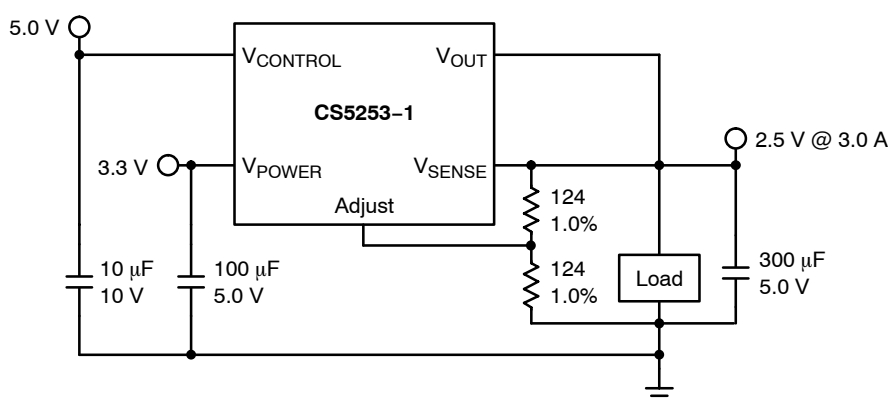 5.0 V
VCONTROL
VOUT
CS5253−1
3.3 V
VPOWER
VSENSE
2.5 V @ 3.0 A
Adjust
124
1.0%
10 μF
10 V
100 μF
5.0 V
124
1.0%
Load
300 μF
5.0 V